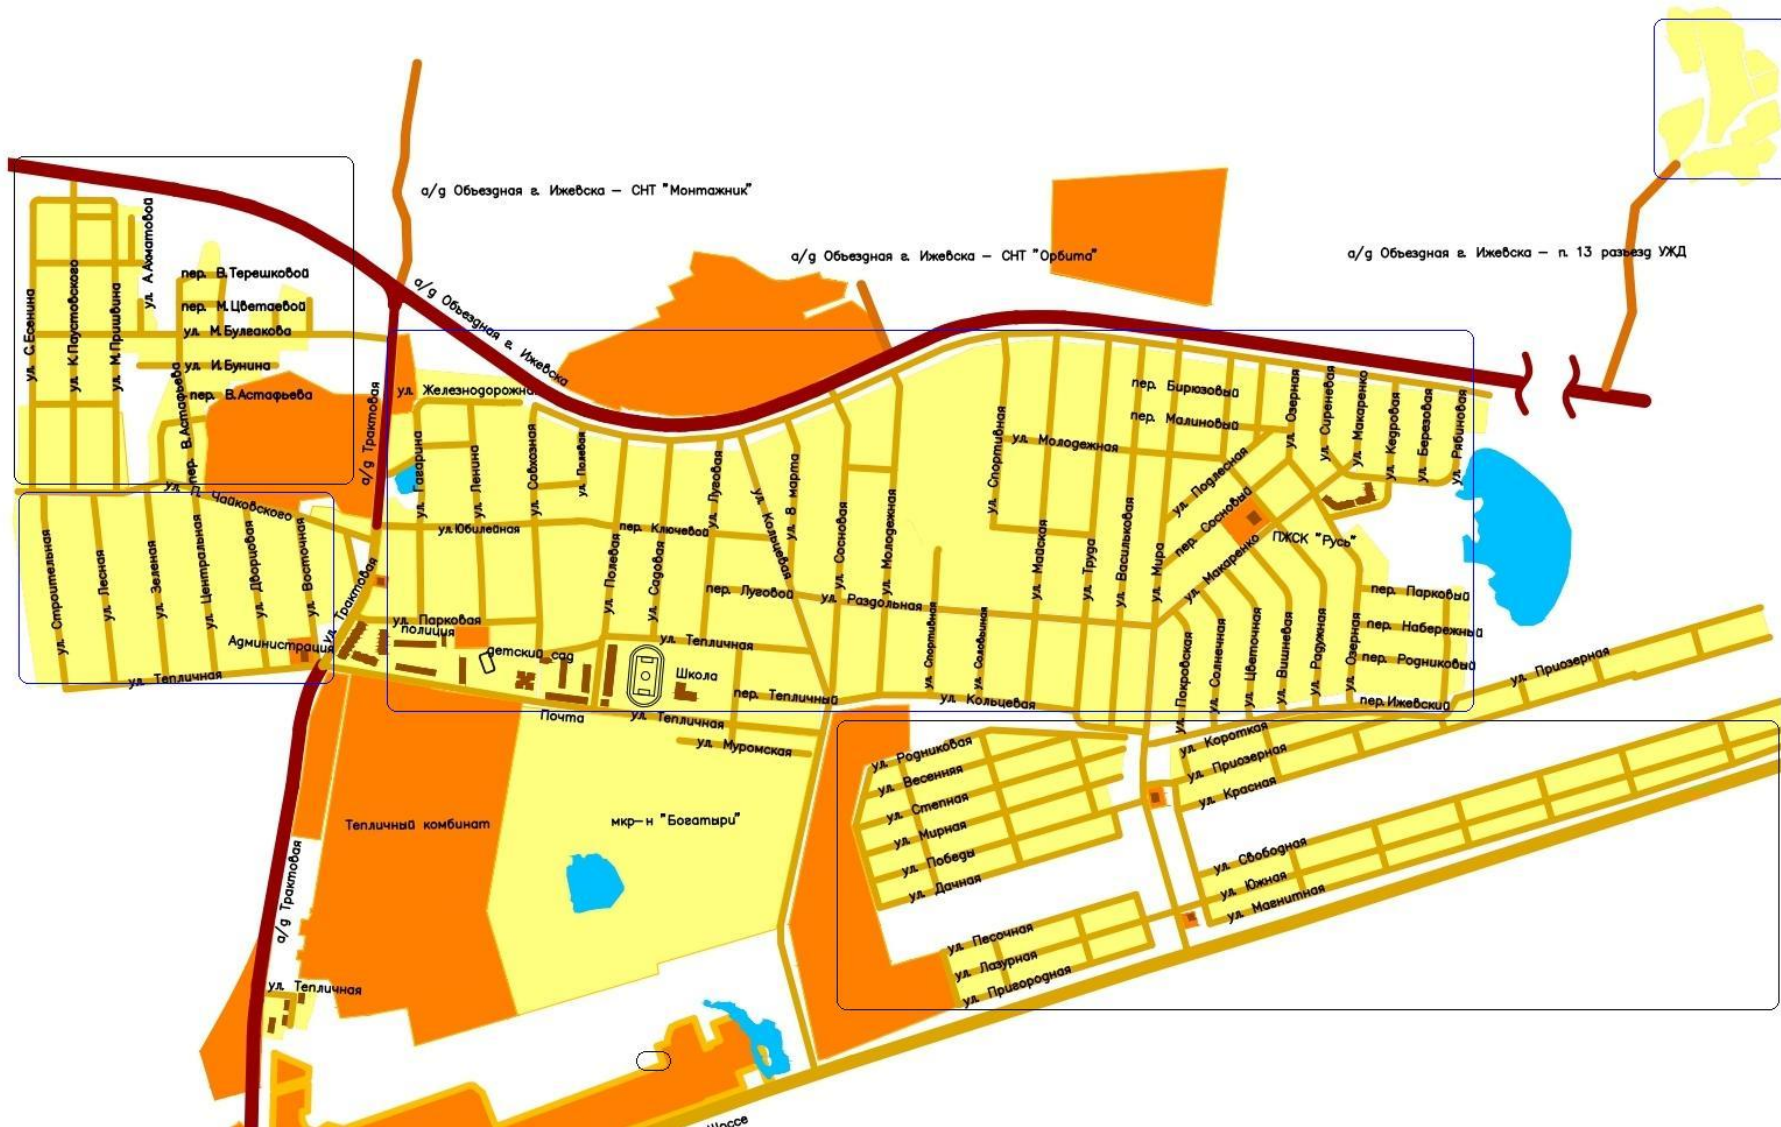 а/д Объездная г. Ижевска – СНТ "Монтажник"
а/д Объездная г. Ижевска – СНТ "Орбита"
а/д Объездная г. Ижевска – п. 13 разъезд УЖД
а/д Объездная г. Ижевска
ул. С.Есенина
ул. К.Паустовского
ул. М.Пришвина
ул. А.Ахматовой
пер. В.Терешковой
пер. М.Цветаевой
ул. М.Булгакова
ул. И.Бунина
пер. В.Астафьева
пер. В.Астафьева
ул. П. Чайковского
а/д Трактовая
ул. Строительная
ул. Лесная
ул. Зеленая
ул. Центральная
ул. Дворцовая
ул. Восточная
ул. Трактовая
Администрация
ул. Тепличная
ул. Железнодорожна
ул. Гагарина
ул. Ленина
ул. Совхозная
ул. Полевая
ул.Юбилейная
ул. Парковая
полиция
детский сад
Школа
Почта
ул. Полевая
ул. Садовая
пер. Ключевой
ул. Луговая
ул. Кольцевая
ул. 8 марта
ул. Сосновая
ул. Молодежная
пер. Луговой
ул. Раздольная
ул. Тепличная
пер. Тепличный
ул. Тепличная
ул. Муромская
ул. Кольцевая
ул. Спортивная
ул. Соловьиная
ул. Спортивная
ул. Молодежная
ул. Майская
ул. Труда
ул. Васильковая
ул. Мира
пер. Бирюзовый
пер. Малиновый
ул. Подлесная
пер. Сосновый
ул. Макаренко
ул. Озерная
ул. Сиреневая
ул. Макаренко
ул. Кедровая
ул. Березовая
ул. Рябиновая
ПЖСК "Русь"
ул. Покровская
ул. Солнечная
ул. Цветочная
ул. Вишневая
ул. Радужная
ул. Озерная
пер. Парковый
пер. Набережный
пер. Родниковый
пер. Ижевский
ул. Приозерная
ул. Короткая
ул. Приозерная
ул. Красная
ул. Родниковая
ул. Весенняя
ул. Степная
ул. Мирная
ул. Победы
ул. Дачная
ул. Свободная
ул. Южная
ул. Магнитная
ул. Песочная
ул. Лазурная
ул. Пригородная
Тепличный комбинат
мкр–н "Богатыри"
а/д Трактовая
ул. Тепличная